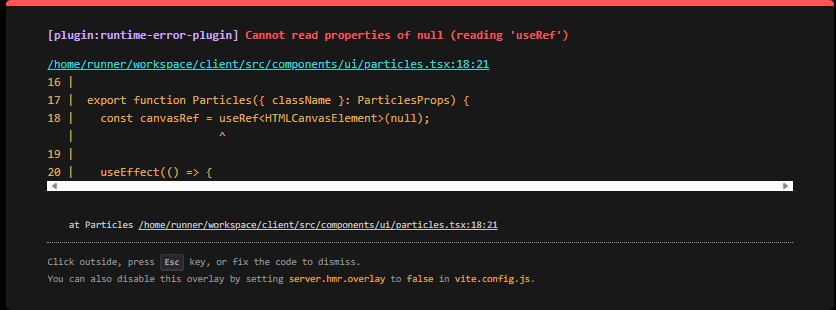 [plugin:runtime-error-plugin] Cannot read properties of null (reading 'useRef')
/home/runner/workspace/client/src/components/ui/particles.tsx:18:21
16 |
17 |  export function Particles({ className }: ParticlesProps) {
18 |    const canvasRef = useRef<HTMLCanvasElement>(null);
   |                      ^
19 |
20 |    useEffect(() => {
at Particles /home/runner/workspace/client/src/components/ui/particles.tsx:18:21
Click outside, press Esc key, or fix the code to dismiss.
You can also disable this overlay by setting server.hmr.overlay to false in vite.config.js.